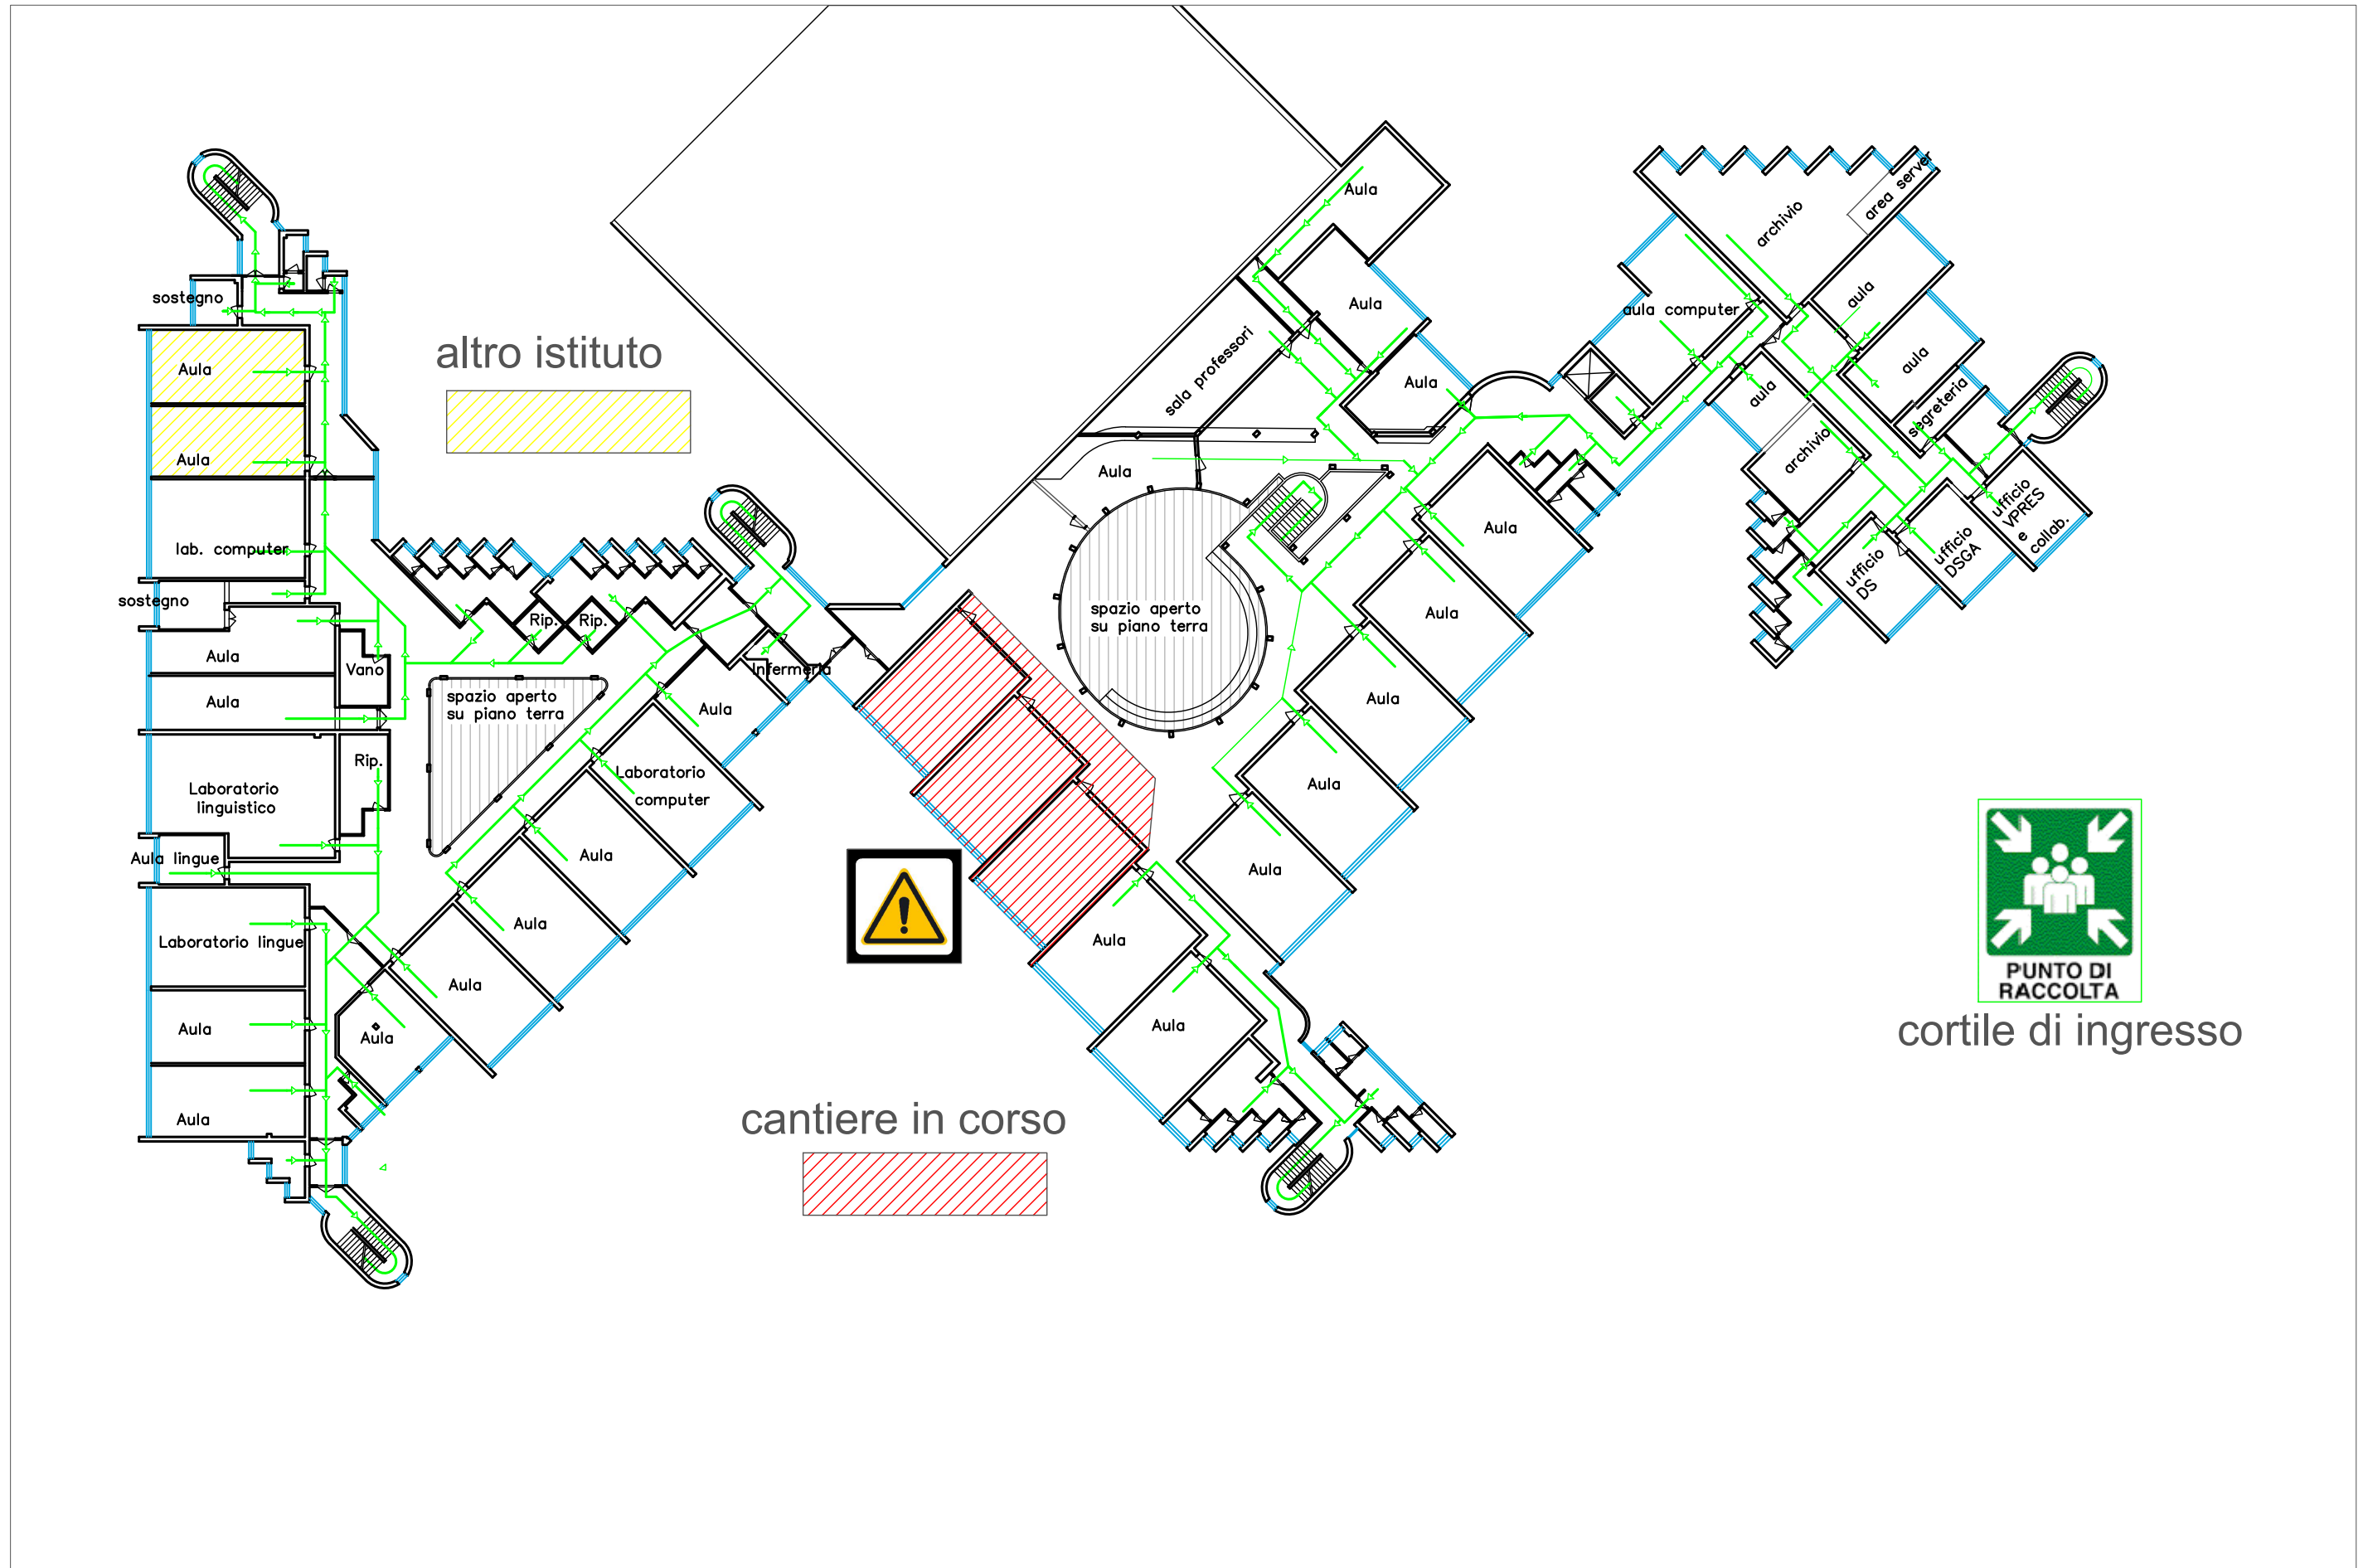 Aula
area server
archivio
sostegno
Aula
aula
aula computer
altro istituto
sala professori
aula
Aula
Aula
aula
segreteria
archivio
Aula
Aula
ufficio
VPRES
e
collab.
Aula
lab. computer
ufficio
DSGA
ufficio
DS
sostegno
spazio aperto
su piano terra
Aula
Rip.
Rip.
Aula
Vano
Infermeria
spazio aperto
su piano terra
Aula
Aula
Aula
Rip.
Laboratorio
computer
Laboratorio
linguistico
Aula
Aula lingue
Aula
Aula
Aula
Laboratorio lingue
Aula
Aula
PUNTO DI
RACCOLTA
cortile di ingresso
Aula
Aula
Aula
Aula
cantiere in corso